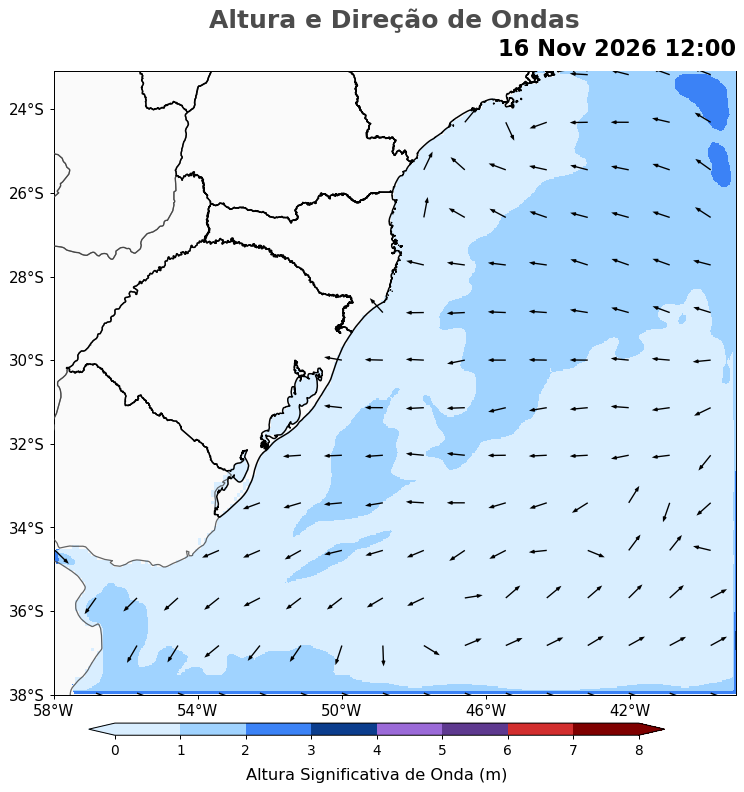 Altura e Direção de Ondas
16 Nov 2026 12:00
24°S
26°S
28°S
30°S
32°S
34°S
36°S
38°S
58°W 54°W 50°W 46°W 42°W
0 1 2 3 4 5 6 7 8
Altura Significativa de Onda (m)